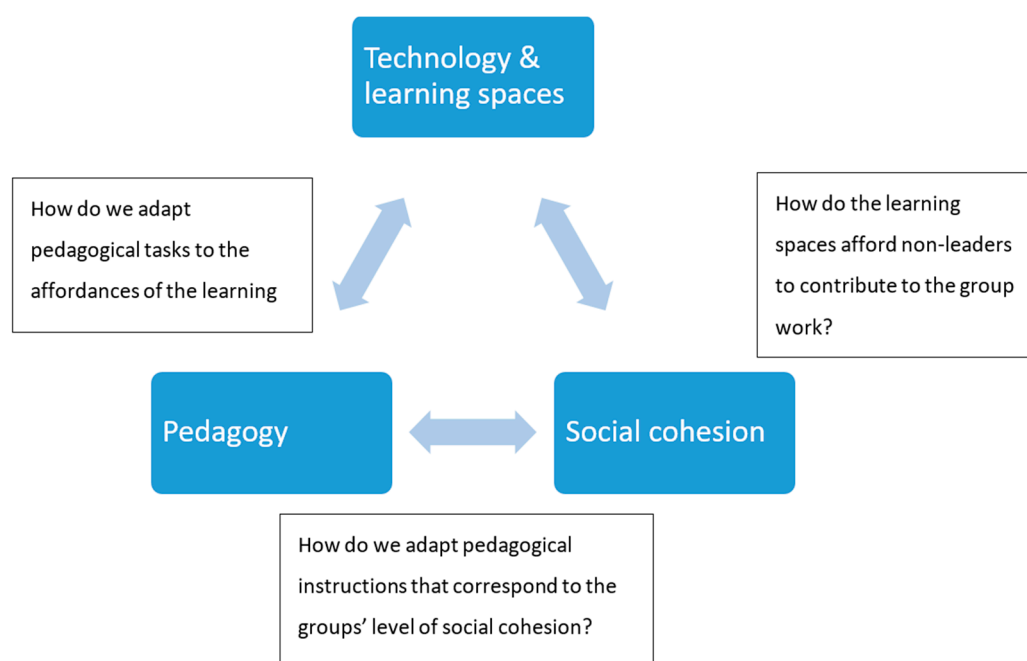 Technology &
learning spaces
How do we adapt
pedagogical tasks to the
affordances of the learning
How do the learning
spaces afford non-leaders
to contribute to the group
work?
Pedagogy
Social cohesion
How do we adapt pedagogical
instructions that correspond to the
groups’ level of social cohesion?